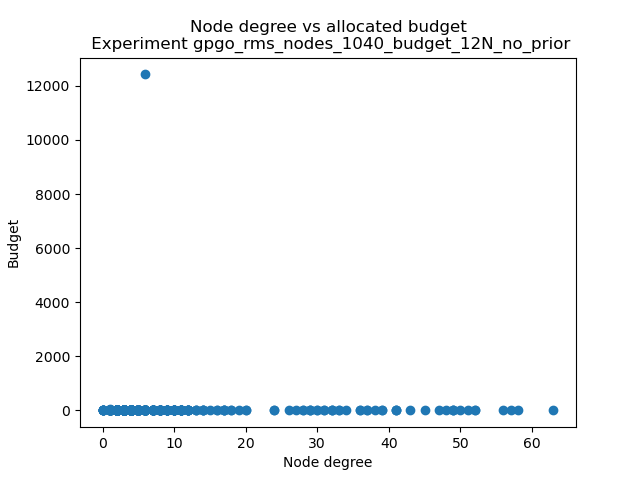 Node degree vs allocated budget
Experiment gpgo_rms_nodes_1040_budget_12N_no_prior
12000
10000
8000
6000
4000
2000
0
Budget
0 10 20 30 40 50 60
Node degree